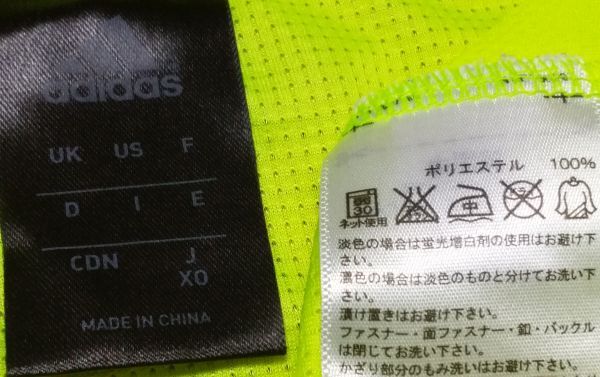 adidas
UK US F
D I E
CDN J
XO
MADE IN CHINA
ポリエステル 100%
弱
30
ネット使用
中
淡色の場合は蛍光増白剤の使用はお避け下
さい。
濃色の場合は淡色のものと分けてお洗い下
さい。
漬け置きはお避け下さい。
ファスナー・面ファスナー・釦・バックル
は閉じてお洗い下さい。
かざり部分のもみ洗いはお避け下さい